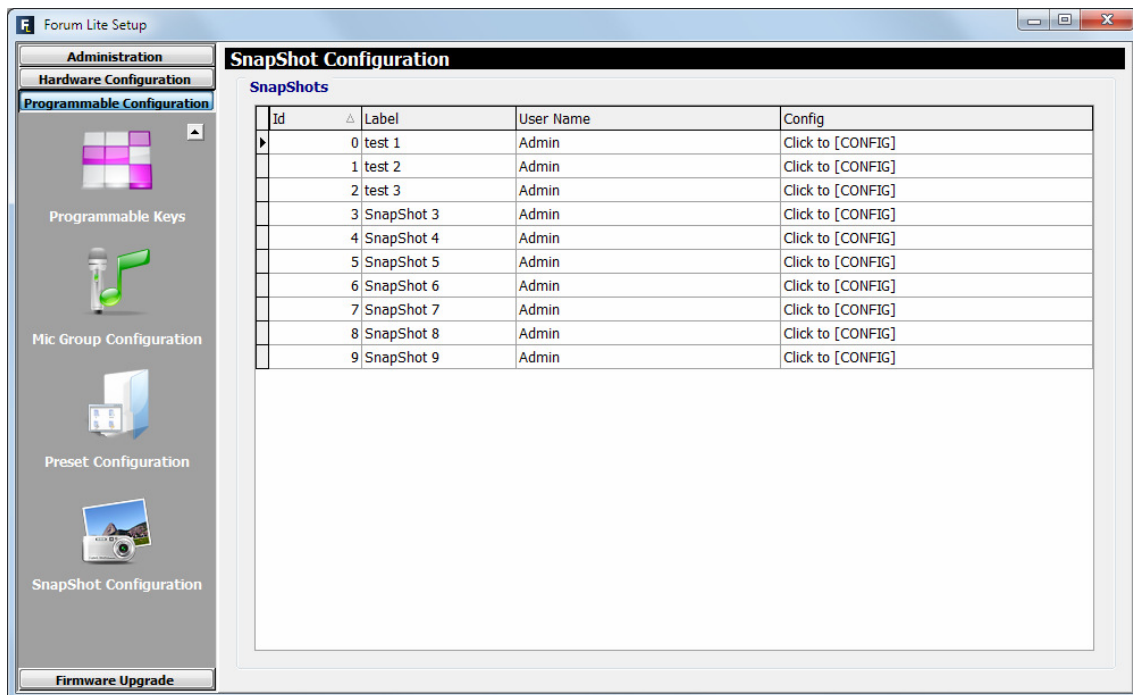 Forum Lite Setup
Administration
Hardware Configuration
Programmable Configuration
Programmable Keys
Mic Group Configuration
Preset Configuration
SnapShot Configuration
Firmware Upgrade
SnapShot Configuration
SnapShots
Id Label User Name Config
0 test 1 Admin Click to [CONFIG]
1 test 2 Admin Click to [CONFIG]
2 test 3 Admin Click to [CONFIG]
3 SnapShot 3 Admin Click to [CONFIG]
4 SnapShot 4 Admin Click to [CONFIG]
5 SnapShot 5 Admin Click to [CONFIG]
6 SnapShot 6 Admin Click to [CONFIG]
7 SnapShot 7 Admin Click to [CONFIG]
8 SnapShot 8 Admin Click to [CONFIG]
9 SnapShot 9 Admin Click to [CONFIG]